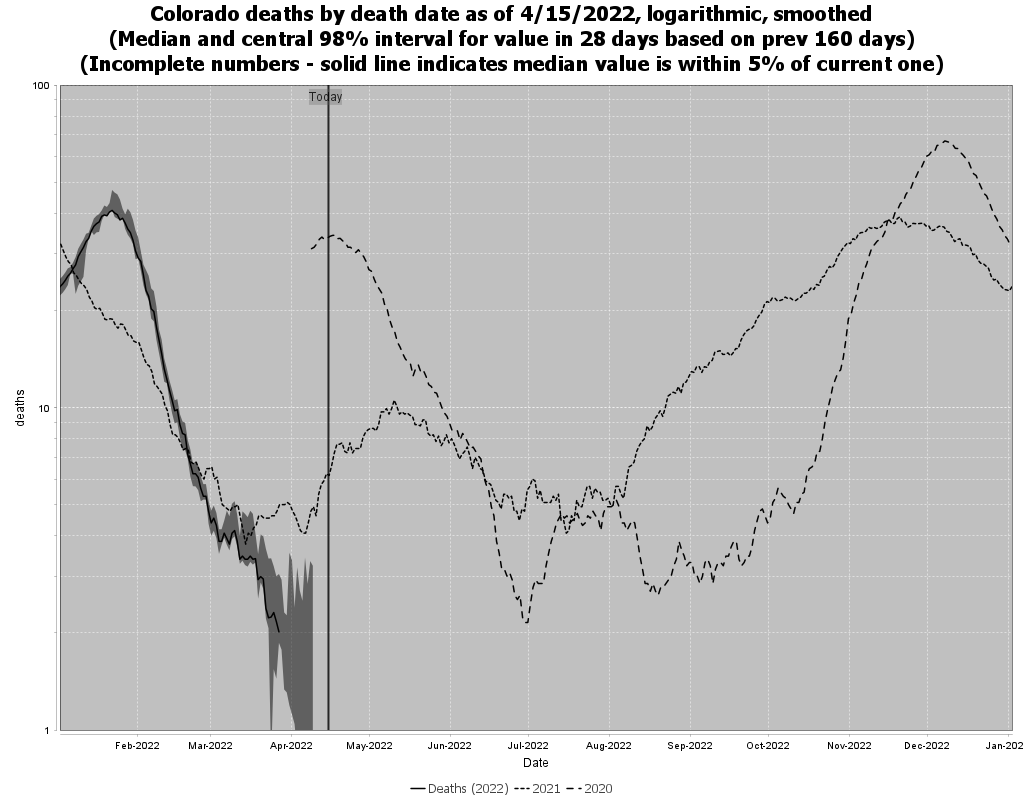 Colorado deaths by death date as of 4/15/2022, logarithmic, smoothed
(Median and central 98% interval for value in 28 days based on prev 160 days)
(Incomplete numbers - solid line indicates median value is within 5% of current one)
100
Today
deaths
10
1
Feb-2022 Mar-2022 Apr-2022 May-2022 Jun-2022 Jul-2022 Aug-2022 Sep-2022 Oct-2022 Nov-2022 Dec-2022 Jan-202
Date
Deaths (2022) 2021 2020